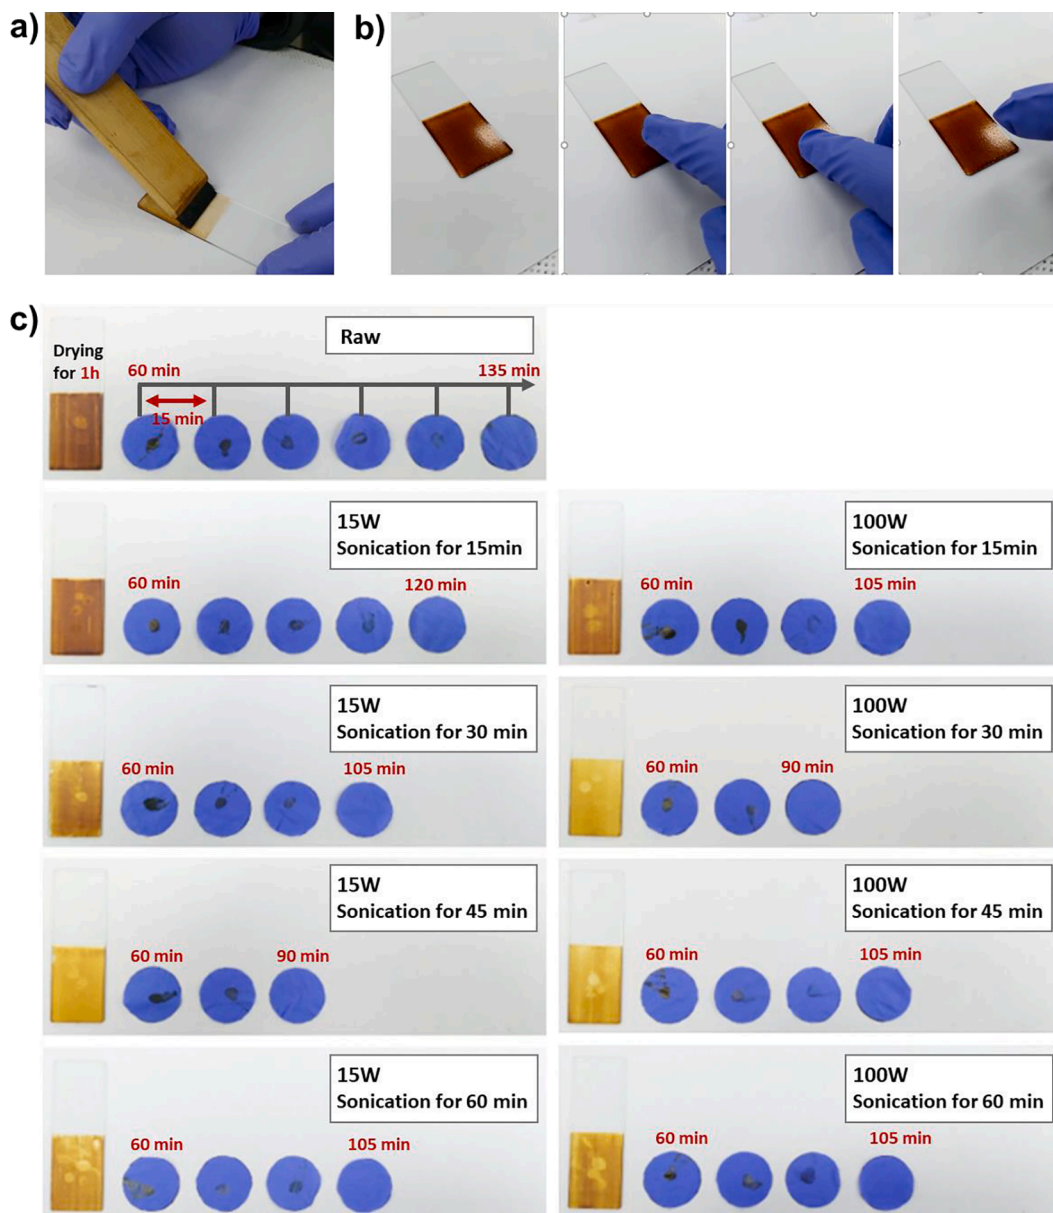 a)
b)
c)
Drying
for 1h
Raw
60 min
135 min
15 min
15W
Sonication for 15min
60 min
120 min
100W
Sonication for 15min
60 min
105 min
15W
Sonication for 30 min
60 min
105 min
100W
Sonication for 30 min
60 min
90 min
15W
Sonication for 45 min
60 min
90 min
100W
Sonication for 45 min
60 min
105 min
15W
Sonication for 60 min
60 min
105 min
100W
Sonication for 60 min
60 min
105 min